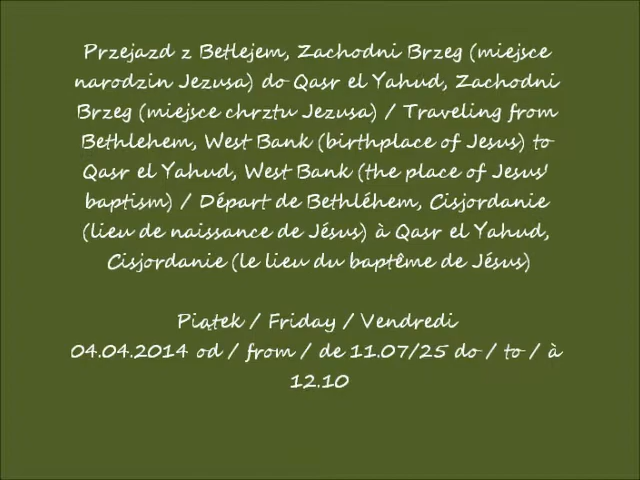 Przejazd z Betlejem, Zachodni Brzeg (miejsce
narodzin Jezusa) do Qasr el Yahud, Zachodni
Brzeg (miejsce chrztu Jezusa) / Traveling from
Bethlehem, West Bank (birthplace of Jesus) to
Qasr el Yahud, West Bank (the place of Jesus'
baptism) / Départ de Bethléhem, Cisjordanie
(lieu de naissance de Jésus) à Qasr el Yahud,
Cisjordanie (le lieu du baptême de Jésus)
Piątek / Friday / Vendredi
04.04.2014 od / from / de 11.07/25 do / to / à
12.10